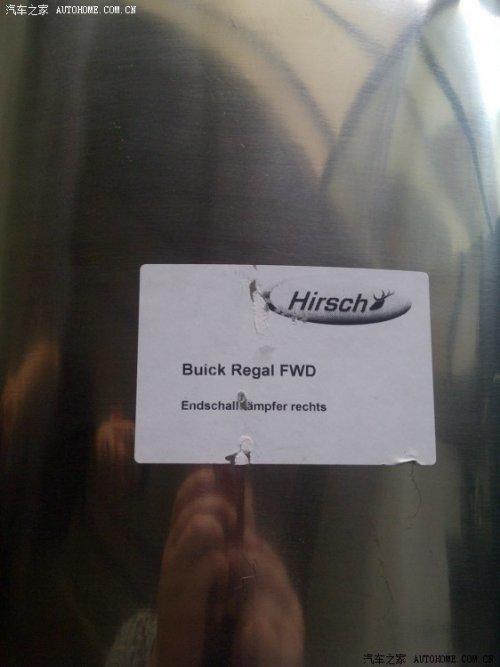 汽车之家 AUTOHOME.COM.CN
Hirsch
Buick Regal FWD
Endschalldämpfer rechts
汽车之家 AUTOHOME.COM.CN